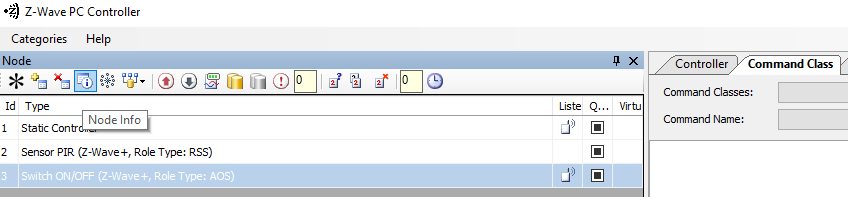 Z-Wave PC Controller
Categories Help
Node
Controller Command Class
0 0
Command Classes:
Id Type Liste Q... Virtu
Command Name:
Node Info
1 Static Controller
2 Sensor PIR (Z-Wave+, Role Type: RSS)
3 Switch ON/OFF (Z-Wave+, Role Type: AOS)